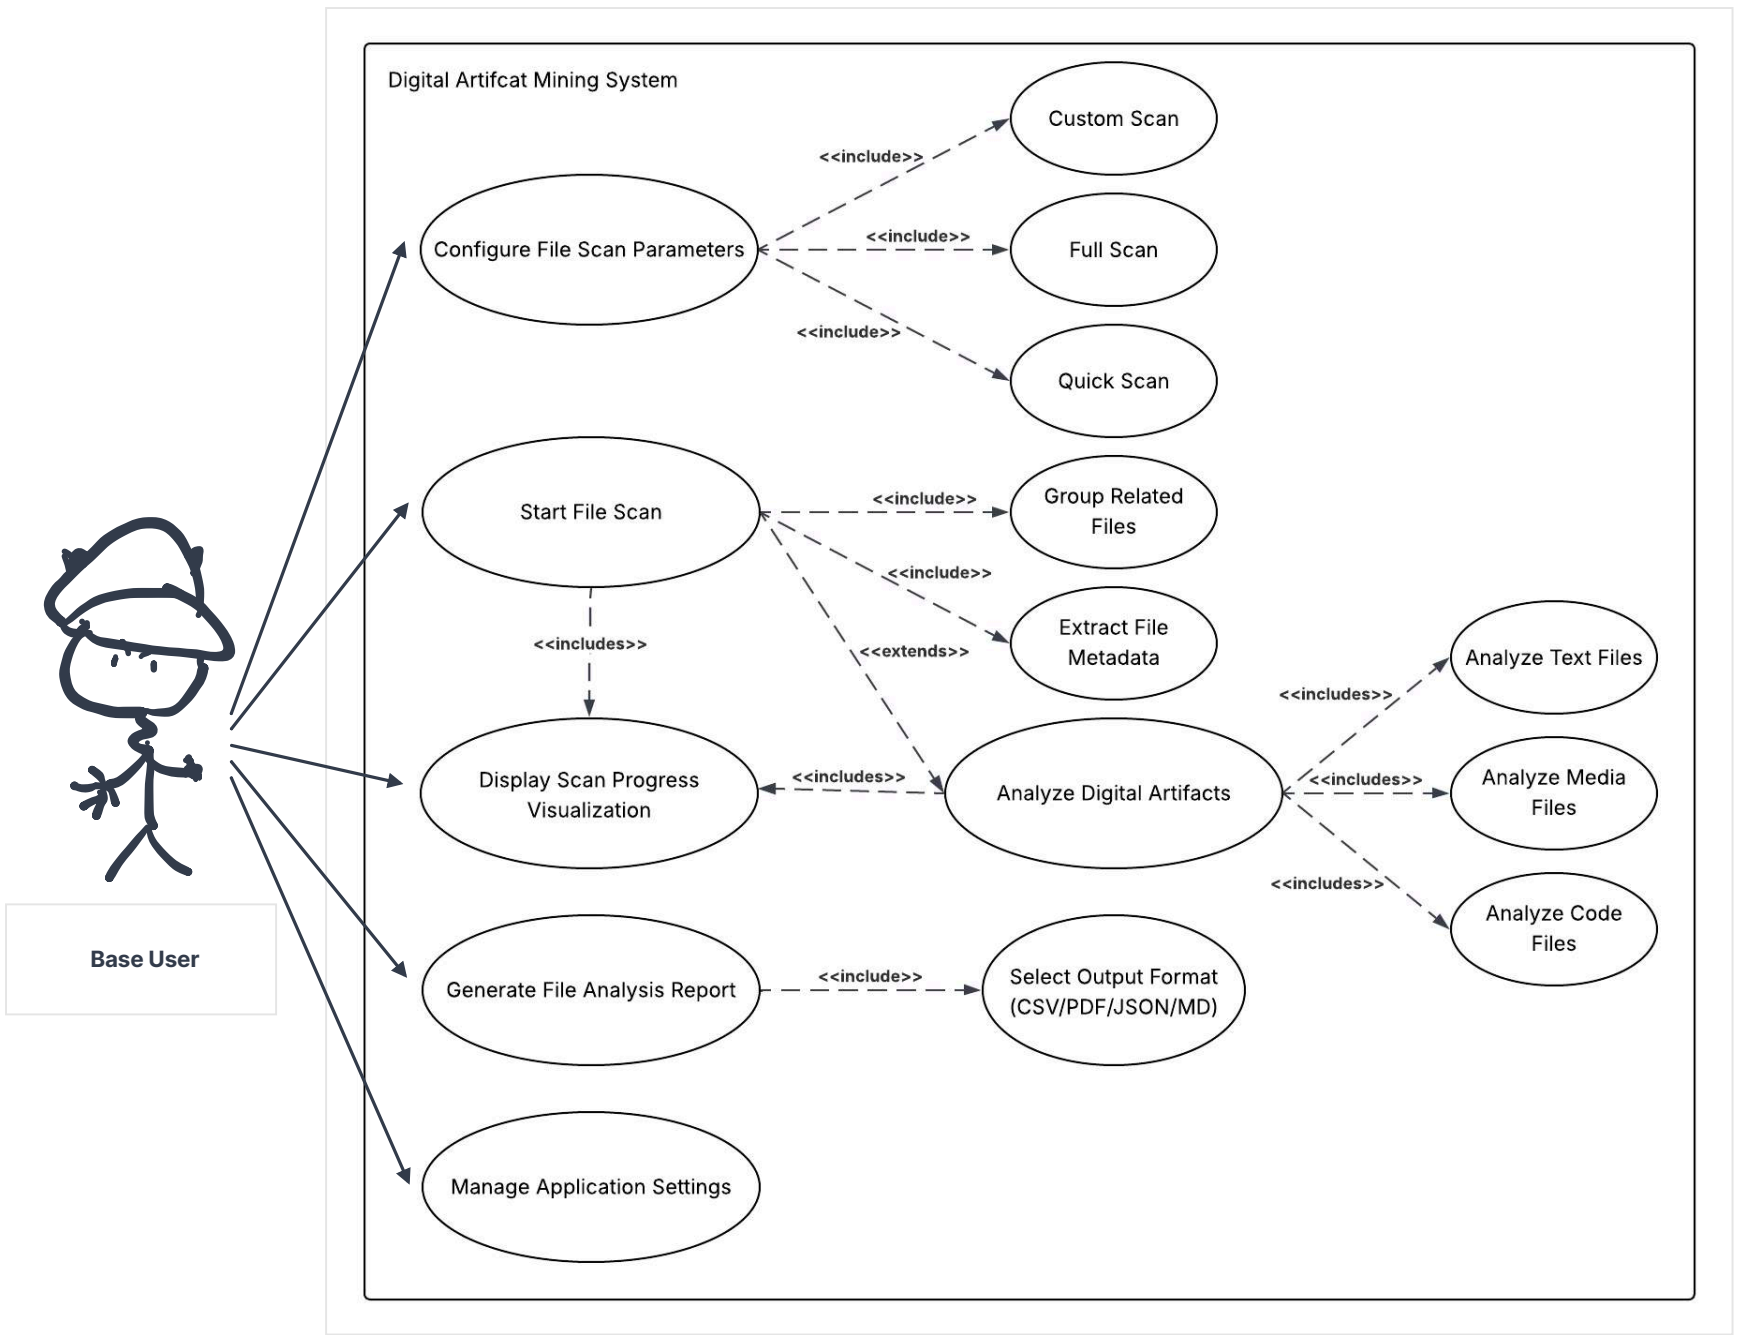 Digital Artifcat Mining System
Custom Scan
<<include>>
Configure File Scan Parameters
<<include>>
Full Scan
<<include>>
Quick Scan
Start File Scan
<<include>>
Group Related
Files
<<include>>
Extract File
Metadata
<<includes>>
<<extends>>
Analyze Text Files
<<includes>>
Display Scan Progress
Visualization
<<includes>>
Analyze Digital Artifacts
<<includes>>
Analyze Media
Files
<<includes>>
Analyze Code
Files
Base User
Generate File Analysis Report
<<include>>
Select Output Format
(CSV/PDF/JSON/MD)
Manage Application Settings